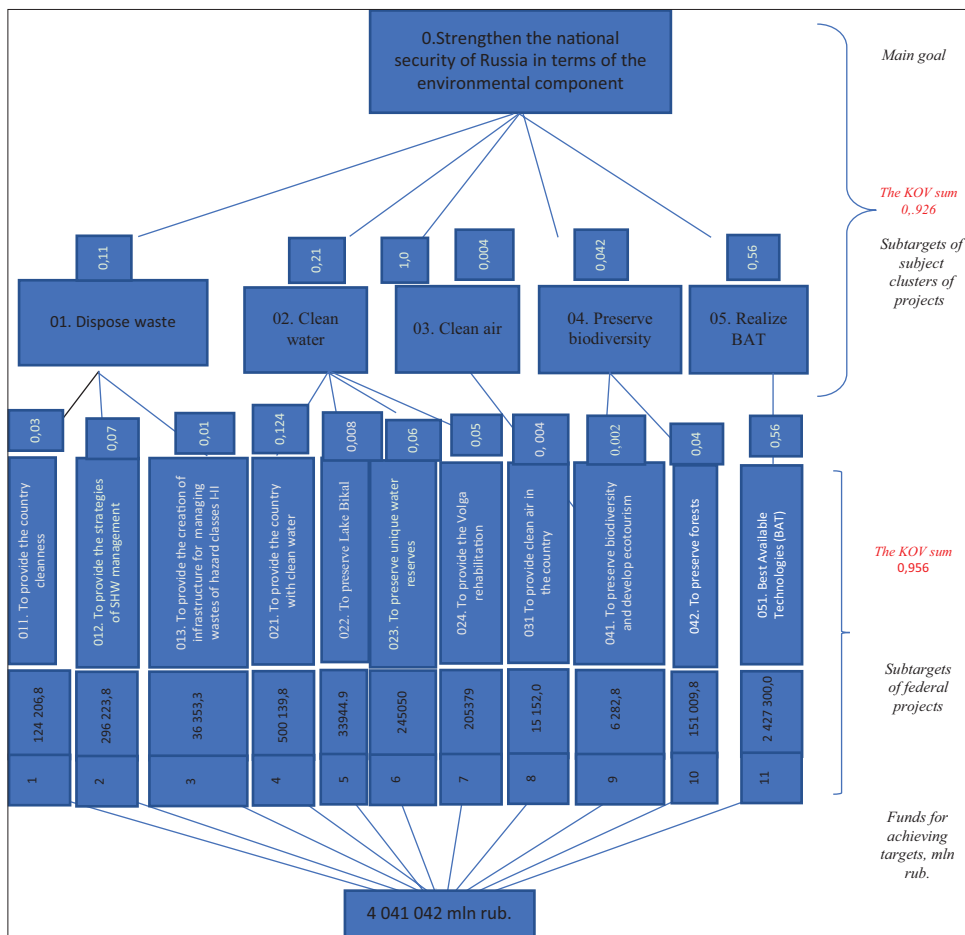 0.Strengthen the national
security of Russia in terms of the
environmental component
Main goal
The KOV sum
0,.926
Subtargets of
subject
clusters of
projects
0,11
0,21
1,0
0,004
0,042
0,56
01. Dispose waste
02. Clean
water
03. Clean air
04. Preserve
biodiversity
05. Realize
BAT
0,03
0,07
0,01
0,124
0,008
0,06
0,05
0,004
0,002
0,04
0,56
011. To provide the country
cleanness
012. To provide the strategies
of SHW management
013. To provide the creation of
infrastructure for managing
wastes of hazard classes I-II
021. To provide the country
with clean water
022. To preserve Lake Bikal
023. To preserve unique water
reserves
024. To provide the Volga
rehabilitation
031 To provide clean air in
the country
041. To preserve biodiversity
and develop ecotourism
042. To preserve forests
051. Best Available
Technologies (BAT)
The KOV sum
0,956
Subtargets
of federal
projects
124 206,8
296 223,8
36 353,3
500 139,8
33944.9
245050
205379
15 152,0
6 282,8
151 009,8
2 427 300,0
1
2
3
4
5
6
7
8
9
10
11
Funds for
achieving
targets, mln
rub.
4 041 042 mln rub.